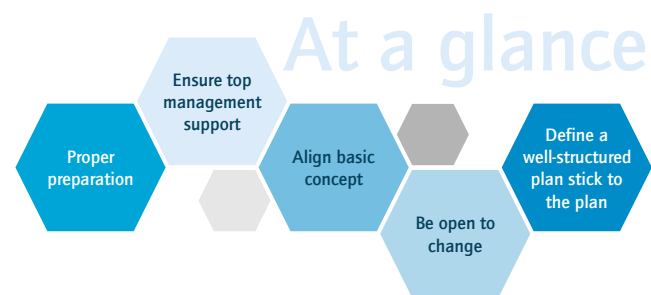 At a glance
Ensure top
management
support
Proper
preparation
Align basic
concept
Be open to
change
Define a
well-structured
plan stick to
the plan